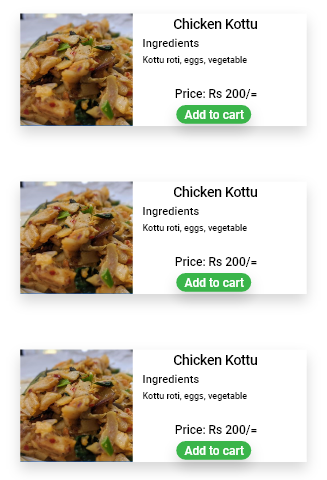 Chicken Kottu
Ingredients
Kottu roti, eggs, vegetable
Price: Rs 200/=
Add to cart
Chicken Kottu
Ingredients
Kottu roti, eggs, vegetable
Price: Rs 200/=
Add to cart
Chicken Kottu
Ingredients
Kottu roti, eggs, vegetable
Price: Rs 200/=
Add to cart